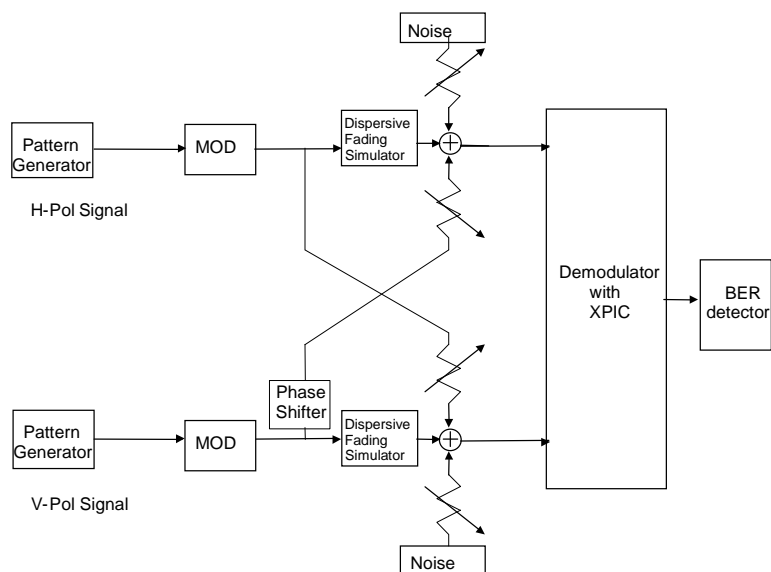 Noise
Pattern
Generator
MOD
Dispersive
Fading
Simulator
H-Pol Signal
Demodulator
with
XPIC
BER
detector
Phase
Shifter
Pattern
Generator
MOD
Dispersive
Fading
Simulator
V-Pol Signal
Noise